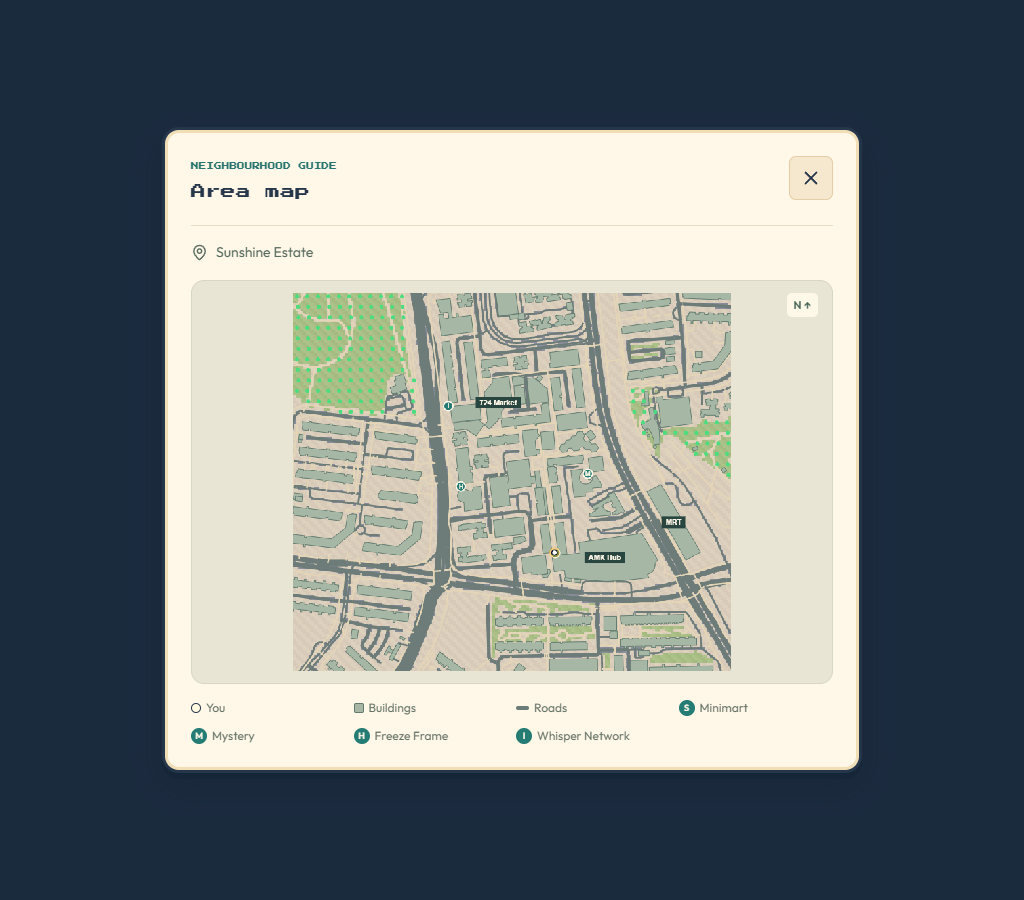 NEIGHBOURHOOD GUIDE
Area map
Sunshine Estate
N
724 Market
I
H
M
MRT
AMK Hub
You
Buildings
Roads
S Minimart
M Mystery
H Freeze Frame
I Whisper Network